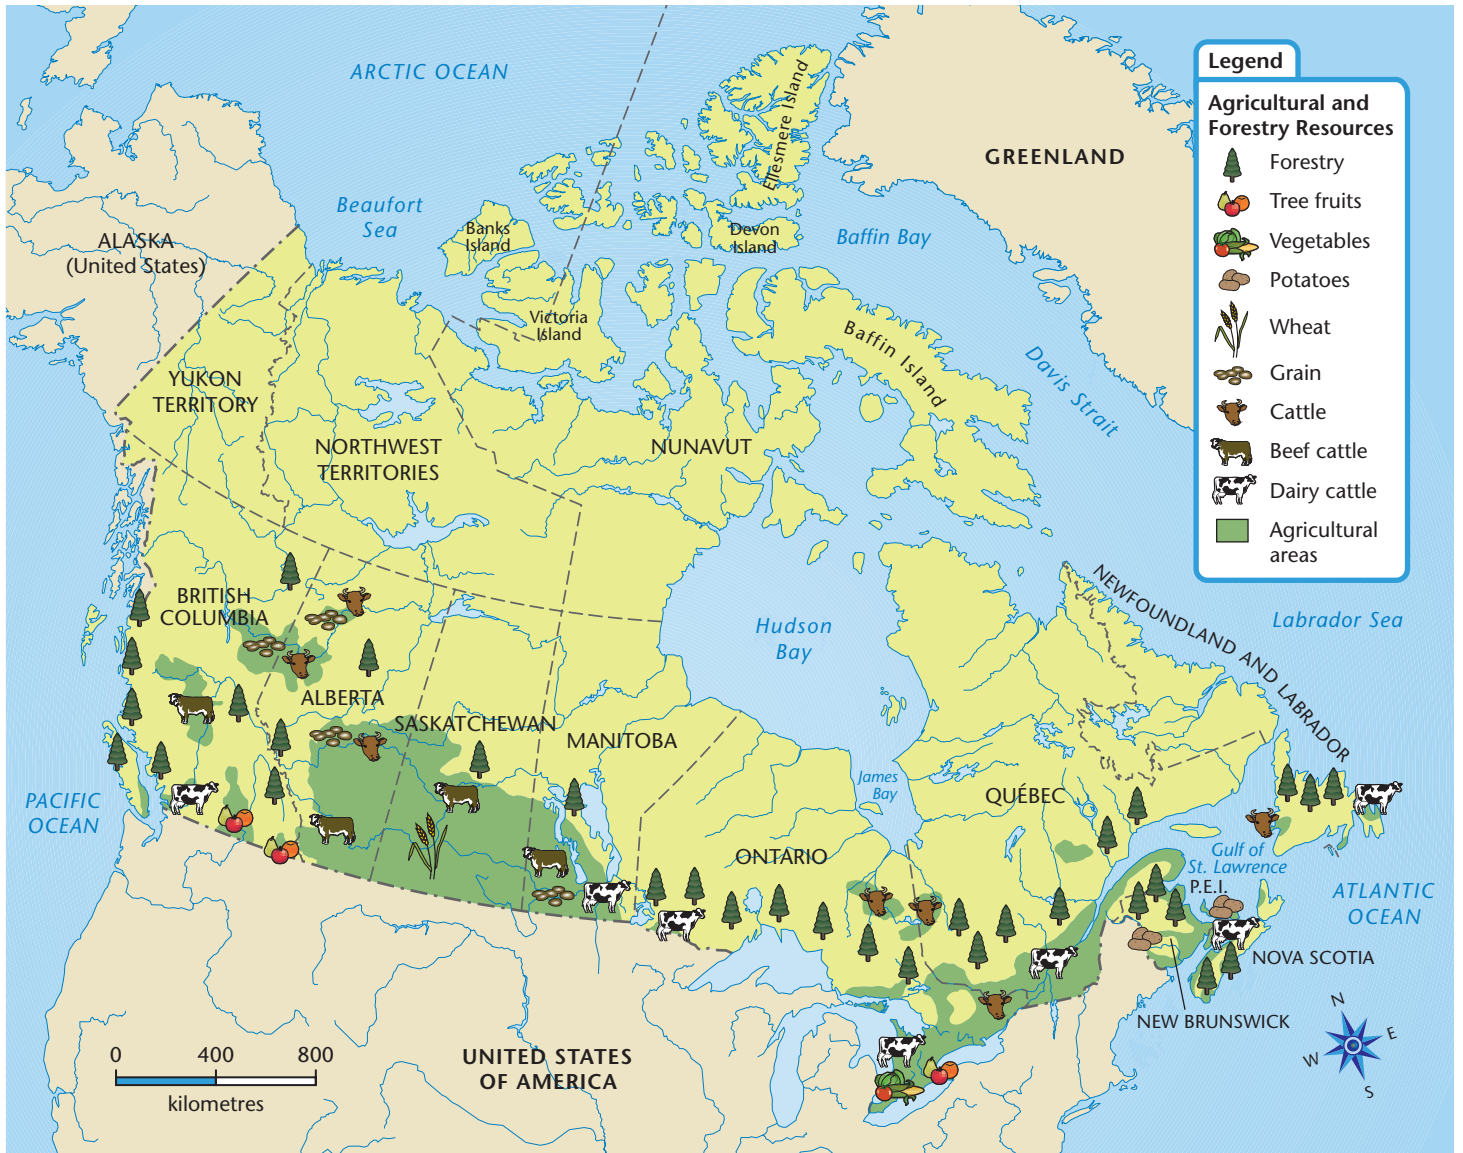 ARCTIC OCEAN
Legend
Agricultural and
Forestry Resources
Forestry
Tree fruits
Vegetables
Potatoes
Wheat
Grain
Cattle
Beef cattle
Dairy cattle
Agricultural
areas
Ellesmere Island
GREENLAND
Beaufort
Sea
Banks
Island
Devon
Island
Baffin Bay
ALASKA
(United States)
Victoria
Island
Baffin Island
Davis Strait
YUKON
TERRITORY
NORTHWEST
TERRITORIES
NUNAVUT
BRITISH
COLUMBIA
Hudson
Bay
NEWFOUNDLAND AND LABRADOR
Labrador Sea
ALBERTA
SASKATCHEWAN
MANITOBA
James
Bay
QUÉBEC
PACIFIC
OCEAN
ONTARIO
Gulf of
St. Lawrence
P.E.I.
ATLANTIC
OCEAN
NOVA SCOTIA
NEW BRUNSWICK
N
E
W
S
0 400 800
kilometres
UNITED STATES
OF AMERICA